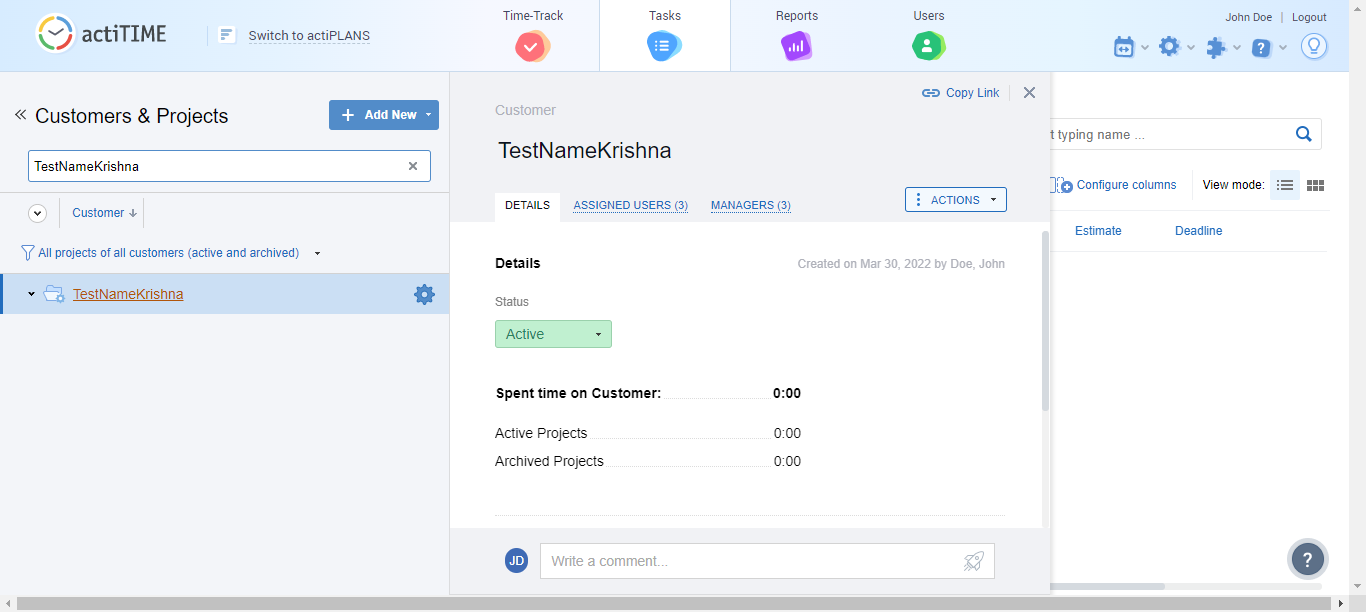 actiTIME
Switch to actiPLANS
Time-Track
Tasks
Reports
Users
John Doe | Logout
Customers & Projects
Add New
TestNameKrishna
Customer
All projects of all customers (active and archived)
TestNameKrishna
Copy Link
Customer
TestNameKrishna
DETAILS
ASSIGNED USERS (3)
MANAGERS (3)
ACTIONS
Details
Created on Mar 30, 2022 by Doe, John
Status
Active
Spent time on Customer: 0:00
Active Projects 0:00
Archived Projects 0:00
JD
Write a comment...
t typing name ...
Configure columns
View mode:
Estimate
Deadline
?